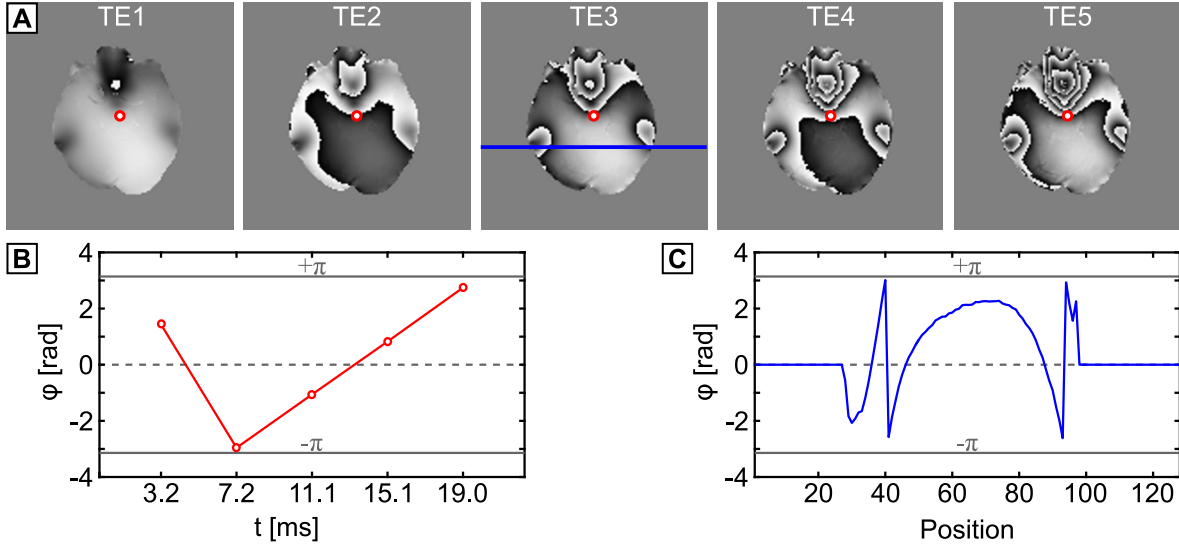 A TE1 TE2 TE3 TE4 TE5
B
4
2
0
-2
-4
φ [rad]
+π
-π
3.2 7.2 11.1 15.1 19.0
t [ms]
C
4
2
0
-2
-4
φ [rad]
+π
-π
20 40 60 80 100 120
Position